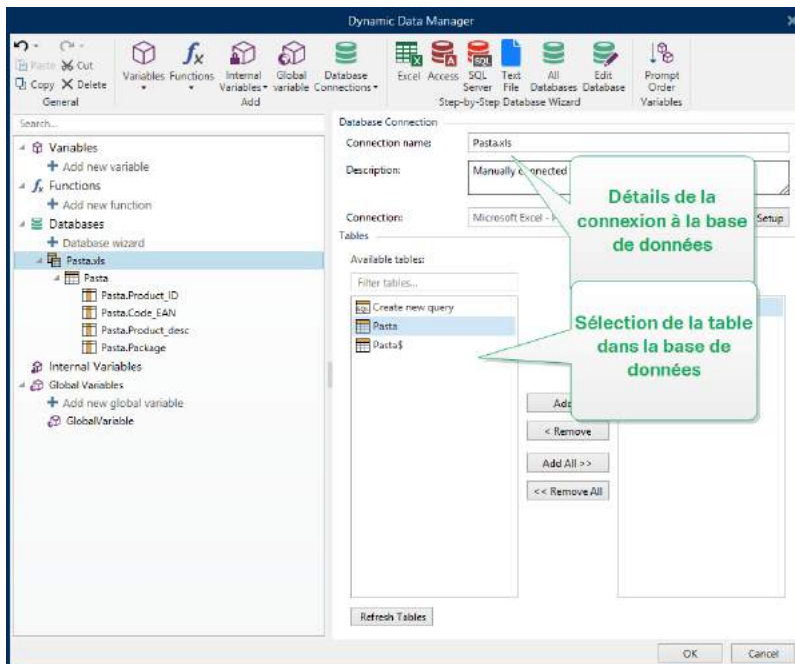 Dynamic Data Manager
Paste Cut
Copy Delete
General
Variables Functions Internal Variables Global variable Database Connections
Add
Excel Access SQL Server Text File All Databases Edit Database
Step-by-Step Database Wizard
Prompt Order
Variables
Search...
Variables
Add new variable
Functions
Add new function
Databases
Database wizard
Pasta.xls
Pasta
Pasta.Product_ID
Pasta.Code_EAN
Pasta.Product_desc
Pasta.Package
Internal Variables
Global Variables
Add new global variable
GlobalVariable
Database Connection
Connection name: Pasta.xls
Description: Manually connected
Connection: Microsoft Excel - Setup
Détails de la
connexion à la base
de données
Tables
Available tables:
Filter tables...
Create new query
Pasta
Pasta$
Sélection de la table
dans la base de
données
< Remove
Add All >>
<< Remove All
Refresh Tables
OK Cancel